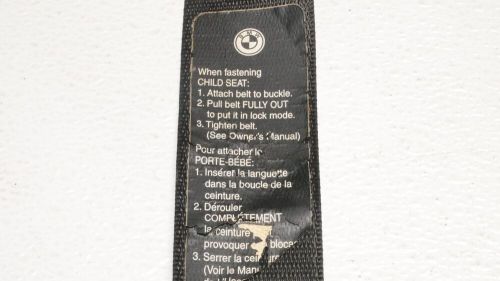 BMW
When fastening
CHILD SEAT:
1. Attach belt to buckle.
2. Pull belt FULLY OUT
to put it in lock mode.
3. Tighten belt.
(See Owner's Manual)
Pour attacher le
PORTE-BÉBÉ:
1. Insérer la languette
dans la boucle de la
ceinture.
2. Dérouler
COMPLÈTEMENT
la ceinture
provoquer
3. Serrer la ceinture
(Voir le